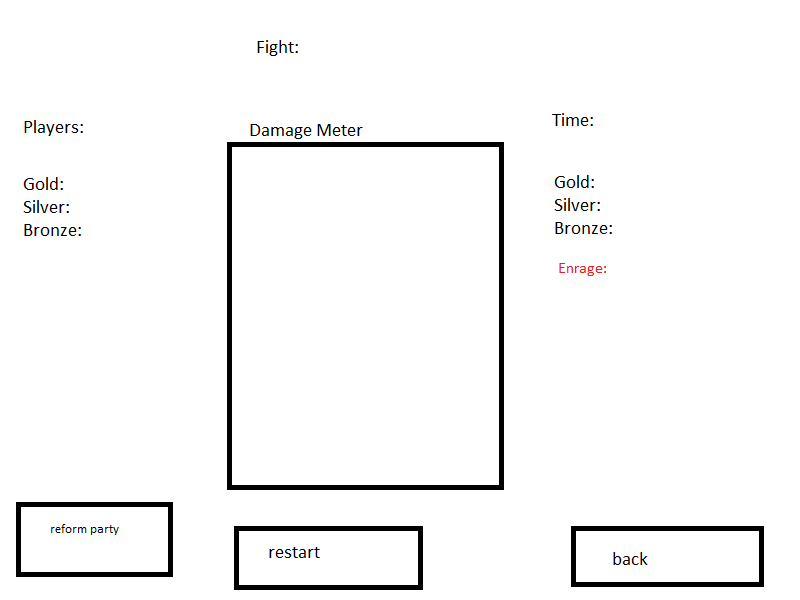 Fight:
Players:
Damage Meter
Time:
Gold:
Silver:
Bronze:
Gold:
Silver:
Bronze:
Enrage:
reform party
restart
back